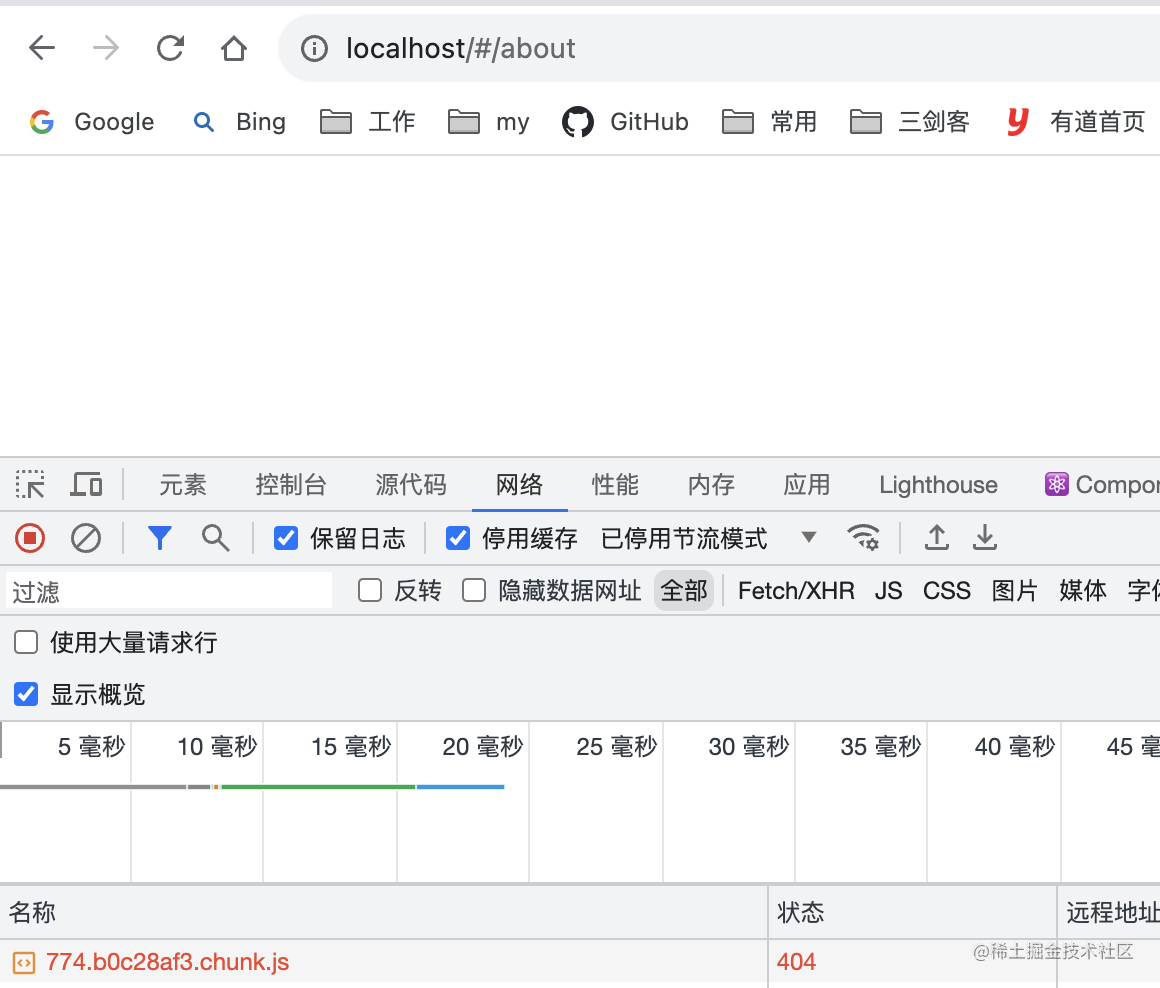 localhost/#/about
Google Bing 工作 my GitHub 常用 三剑客 有道首页
元素 控制台 源代码 网络 性能 内存 应用 Lighthouse Compo
保留日志 停用缓存 已停用节流模式
过滤 反转 隐藏数据网址 全部 Fetch/XHR JS CSS 图片 媒体 字体
使用大量请求行
显示概览
5 毫秒 10 毫秒 15 毫秒 20 毫秒 25 毫秒 30 毫秒 35 毫秒 40 毫秒 45 毫
名称 状态 远程地址
774.b0c28af3.chunk.js 404
@稀土掘金技术社区